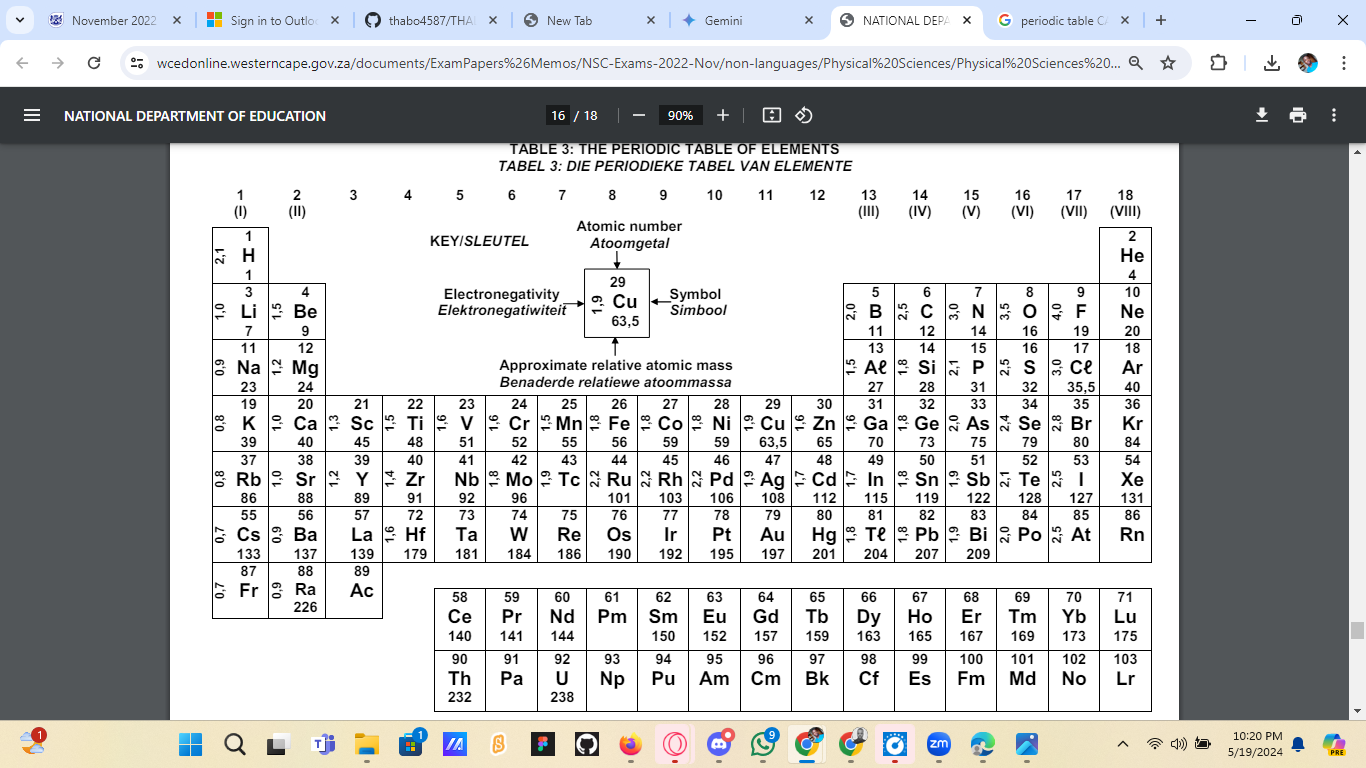 November 2022
Sign in to Outlo
thabo4587/THA
New Tab
Gemini
NATIONAL DEPA
periodic table CA
wcedonline.westerncape.gov.za/documents/ExamPapers%26Memos/NSC-Exams-2022-Nov/non-languages/Physical%20Sciences/Physical%20Sciences%20...
NATIONAL DEPARTMENT OF EDUCATION
16 / 18
90%
TABLE 3: THE PERIODIC TABLE OF ELEMENTS
TABEL 3: DIE PERIODIEKE TABEL VAN ELEMENTE
1 2 3 4 5 6 7 8 9 10 11 12 13 14 15 16 17 18
(I) (II) (III) (IV) (V) (VI) (VII) (VIII)
KEY/SLEUTEL
Atomic number
Atoomgetal
Electronegativity
Elektronegatiwiteit
29
1,9 Cu
63,5
Symbol
Simbool
Approximate relative atomic mass
Benaderde relatiewe atoommassa
1 2
2,1 H He
1 4
3 4 5 6 7 8 9 10
1,0 Li 1,5 Be 2,0 B 2,5 C 3,0 N 3,5 O 4,0 F Ne
7 9 11 12 14 16 19 20
11 12 13 14 15 16 17 18
0,9 Na 1,2 Mg 1,5 Aℓ 1,8 Si 2,1 P 2,5 S 3,0 Cℓ Ar
23 24 27 28 31 32 35,5 40
19 20 21 22 23 24 25 26 27 28 29 30 31 32 33 34 35 36
0,8 K 1,0 Ca 1,3 Sc 1,5 Ti 1,6 V 1,6 Cr 1,5 Mn 1,8 Fe 1,8 Co 1,8 Ni 1,9 Cu 1,6 Zn 1,6 Ga 1,8 Ge 2,0 As 2,4 Se 2,8 Br Kr
39 40 45 48 51 52 55 56 59 59 63,5 65 70 73 75 79 80 84
37 38 39 40 41 42 43 44 45 46 47 48 49 50 51 52 53 54
0,8 Rb 1,0 Sr 1,2 Y 1,4 Zr Nb 1,8 Mo 1,9 Tc 2,2 Ru 2,2 Rh 2,2 Pd 1,9 Ag 1,7 Cd 1,7 In 1,8 Sn 1,9 Sb 2,1 Te 2,5 I Xe
86 88 89 91 92 96 101 103 106 108 112 115 119 122 128 127 131
55 56 57 72 73 74 75 76 77 78 79 80 81 82 83 84 85 86
0,7 Cs 0,9 Ba La 1,6 Hf Ta W Re Os Ir Pt Au Hg 1,8 Tℓ 1,8 Pb 1,9 Bi 2,0 Po 2,5 At Rn
133 137 139 179 181 184 186 190 192 195 197 201 204 207 209
87 88 89
0,7 Fr 0,9 Ra Ac
226
58 59 60 61 62 63 64 65 66 67 68 69 70 71
Ce Pr Nd Pm Sm Eu Gd Tb Dy Ho Er Tm Yb Lu
140 141 144 150 152 157 159 163 165 167 169 173 175
90 91 92 93 94 95 96 97 98 99 100 101 102 103
Th Pa U Np Pu Am Cm Bk Cf Es Fm Md No Lr
232 238
1
1
9
zm
10:20 PM
5/19/2024
PRE